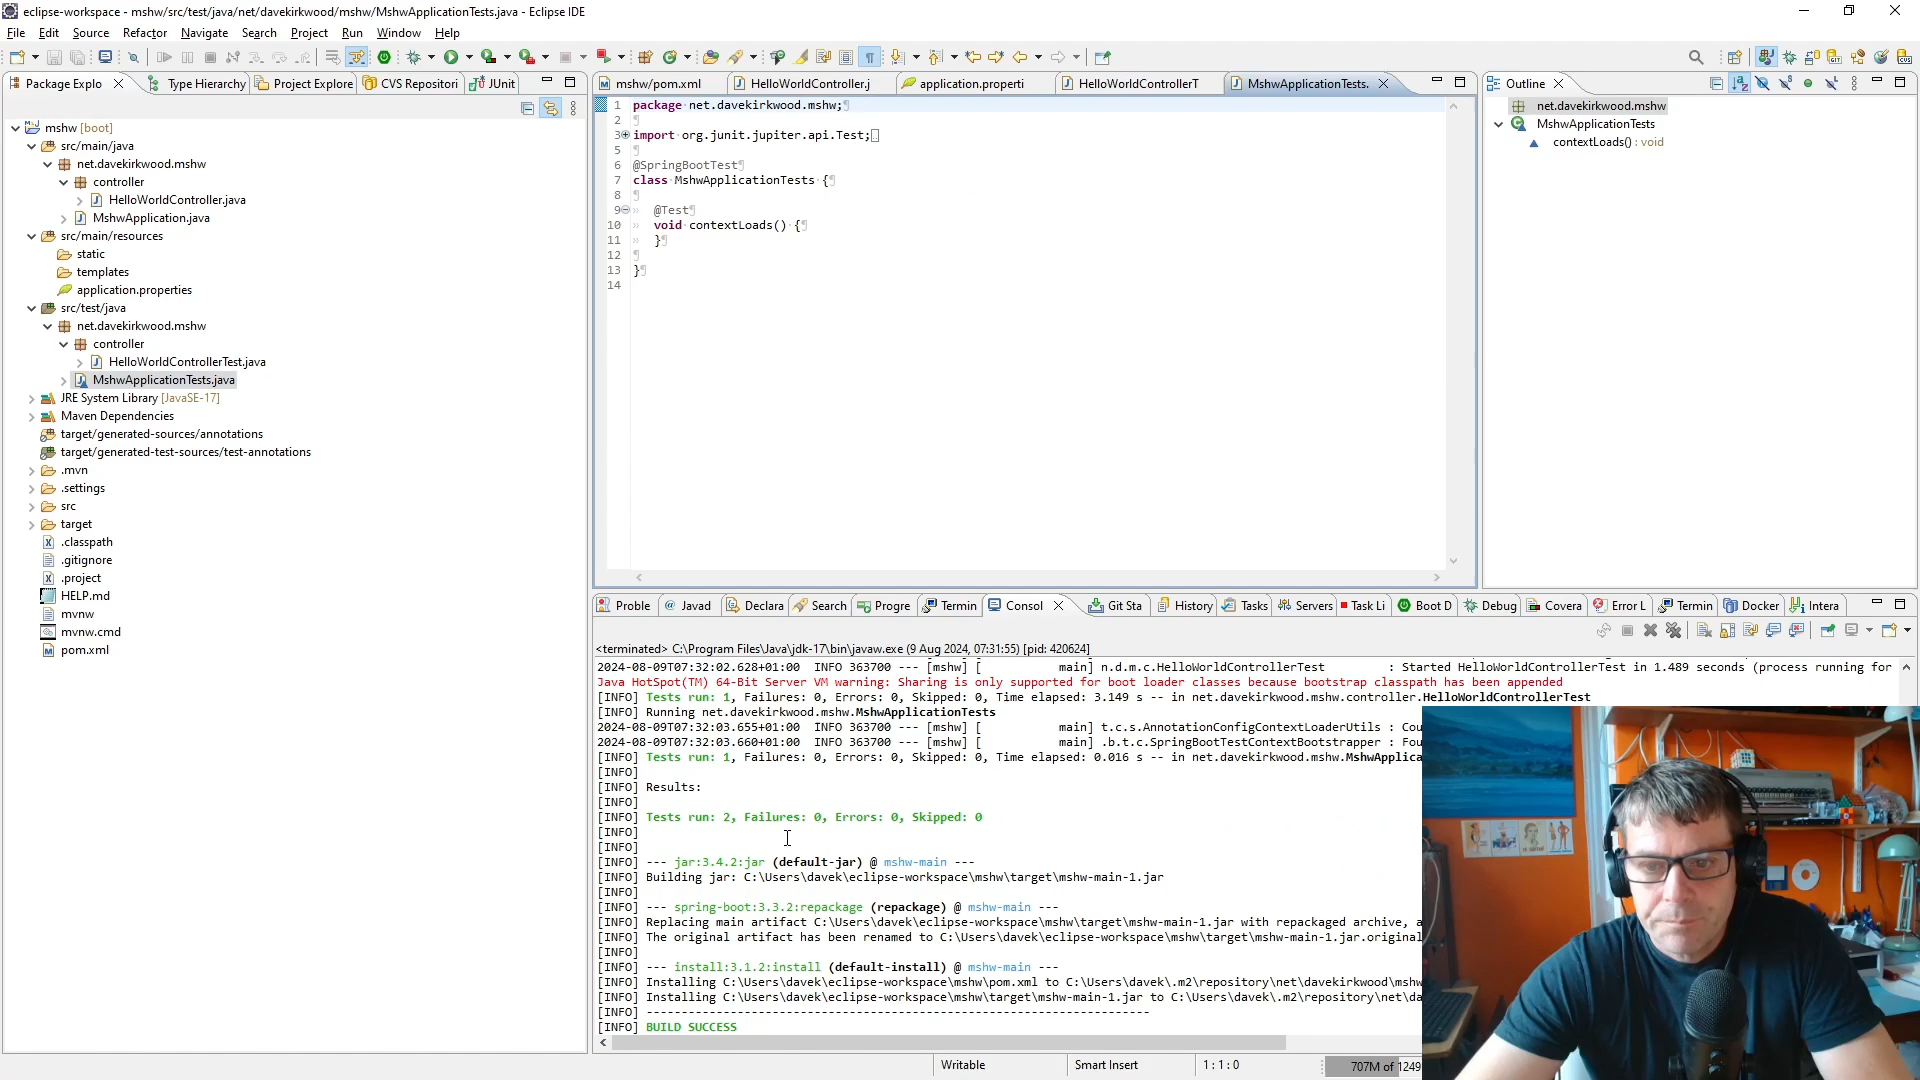 eclipse-workspace - mshw/src/test/java/net/davekirkwood/mshw/MshwApplicationTests.java - Eclipse IDE
File Edit Source Refactor Navigate Search Project Run Window Help
Package Explo Type Hierarchy Project Explore CVS Repositori JUnit
mshw [boot]
src/main/java
net.davekirkwood.mshw
controller
HelloWorldController.java
MshwApplication.java
src/main/resources
static
templates
application.properties
src/test/java
net.davekirkwood.mshw
controller
HelloWorldControllerTest.java
MshwApplicationTests.java
JRE System Library [JavaSE-17]
Maven Dependencies
target/generated-sources/annotations
target/generated-test-sources/test-annotations
.mvn
.settings
src
target
.classpath
.gitignore
.project
HELP.md
mvnw
mvnw.cmd
pom.xml
mshw/pom.xml HelloWorldController.j application.properti HelloWorldControllerT MshwApplicationTests.
1 package net.davekirkwood.mshw;
2
3 import org.junit.jupiter.api.Test;
5
6 @SpringBootTest
7 class MshwApplicationTests {
8
9 @Test
10 void contextLoads() {
11 }
12
13 }
14
Outline
net.davekirkwood.mshw
MshwApplicationTests
contextLoads() : void
Proble Javad Declara Search Progre Termin Consol Git Sta History Tasks Servers Task Li Boot D Debug Covera Error L Termin Docker Intera
<terminated> C:\Program Files\Java\jdk-17\bin\javaw.exe (9 Aug 2024, 07:31:55) [pid: 420624]
2024-08-09T07:32:02.628+01:00 INFO 363700 --- [mshw] [ main] n.d.m.c.HelloWorldControllerTest : Started HelloWorldControllerTest in 1.489 seconds (process running for
Java HotSpot(TM) 64-Bit Server VM warning: Sharing is only supported for boot loader classes because bootstrap classpath has been appended
[INFO] Tests run: 1, Failures: 0, Errors: 0, Skipped: 0, Time elapsed: 3.149 s -- in net.davekirkwood.mshw.controller.HelloWorldControllerTest
[INFO] Running net.davekirkwood.mshw.MshwApplicationTests
2024-08-09T07:32:03.655+01:00 INFO 363700 --- [mshw] [ main] t.c.s.AnnotationConfigContextLoaderUtils : Cou
2024-08-09T07:32:03.660+01:00 INFO 363700 --- [mshw] [ main] .b.t.c.SpringBootTestContextBootstrapper : Fou
[INFO] Tests run: 1, Failures: 0, Errors: 0, Skipped: 0, Time elapsed: 0.016 s -- in net.davekirkwood.mshw.MshwApplica
[INFO]
[INFO] Results:
[INFO]
[INFO] Tests run: 2, Failures: 0, Errors: 0, Skipped: 0
[INFO]
[INFO]
[INFO] --- jar:3.4.2:jar (default-jar) @ mshw-main ---
[INFO] Building jar: C:\Users\davek\eclipse-workspace\mshw\target\mshw-main-1.jar
[INFO]
[INFO] --- spring-boot:3.3.2:repackage (repackage) @ mshw-main ---
[INFO] Replacing main artifact C:\Users\davek\eclipse-workspace\mshw\target\mshw-main-1.jar with repackaged archive, a
[INFO] The original artifact has been renamed to C:\Users\davek\eclipse-workspace\mshw\target\mshw-main-1.jar.original
[INFO]
[INFO] --- install:3.1.2:install (default-install) @ mshw-main ---
[INFO] Installing C:\Users\davek\eclipse-workspace\mshw\pom.xml to C:\Users\davek\.m2\repository\net\davekirkwood\mshw
[INFO] Installing C:\Users\davek\eclipse-workspace\mshw\target\mshw-main-1.jar to C:\Users\davek\.m2\repository\net\da
[INFO] ------------------------------------------------------------------------
[INFO] BUILD SUCCESS
Writable Smart Insert 1 : 1 : 0 707M of 1249